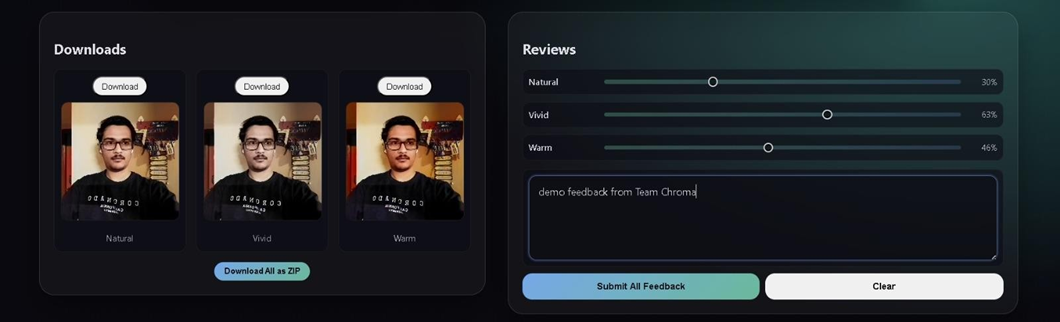 Downloads
Download
Download
Download
Natural
Vivid
Warm
Download All as ZIP
Reviews
Natural 30%
Vivid 63%
Warm 46%
demo feedback from Team Chroma
Submit All Feedback
Clear